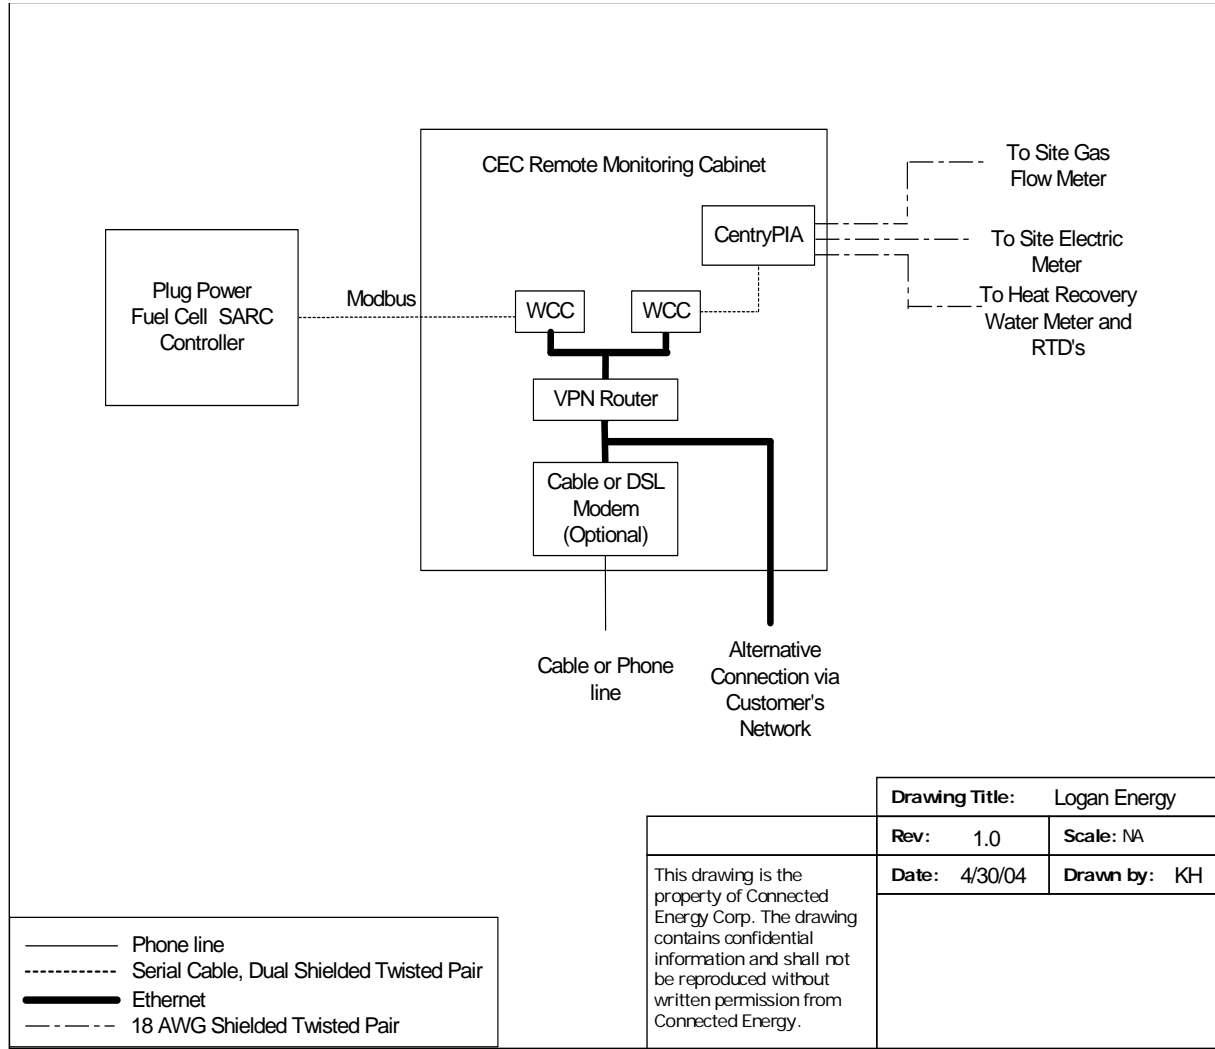 CEC Remote Monitoring Cabinet
To Site Gas
Flow Meter
CentryPIA
To Site Electric
Meter
Plug Power
Fuel Cell SARC
Controller
Modbus
WCC
WCC
To Heat Recovery
Water Meter and
RTD's
VPN Router
Cable or DSL
Modem
(Optional)
Cable or Phone
line
Alternative
Connection via
Customer's
Network
Drawing Title: Logan Energy
Rev: 1.0
Scale: NA
Date: 4/30/04
Drawn by: KH
This drawing is the
property of Connected
Energy Corp. The drawing
contains confidential
information and shall not
be reproduced without
written permission from
Connected Energy.
Phone line
Serial Cable, Dual Shielded Twisted Pair
Ethernet
18 AWG Shielded Twisted Pair